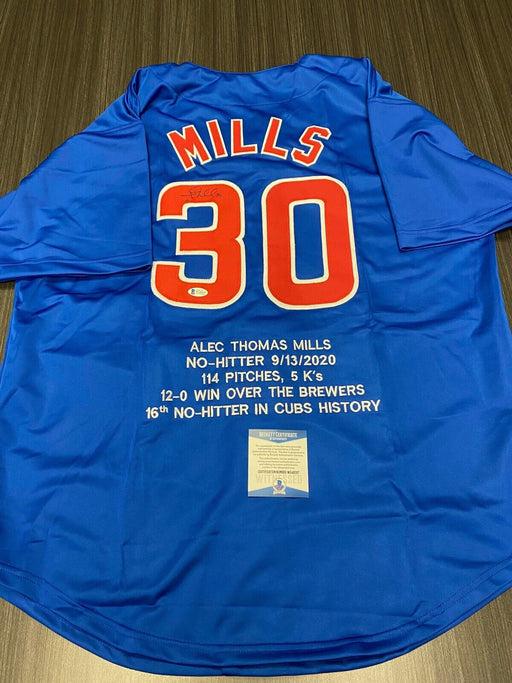 MILLS
30
ALEC THOMAS MILLS
NO-HITTER 9/13/2020
114 PITCHES, 5 K's
12-0 WIN OVER THE BREWERS
16th NO-HITTER IN CUBS HISTORY
WITNESSED